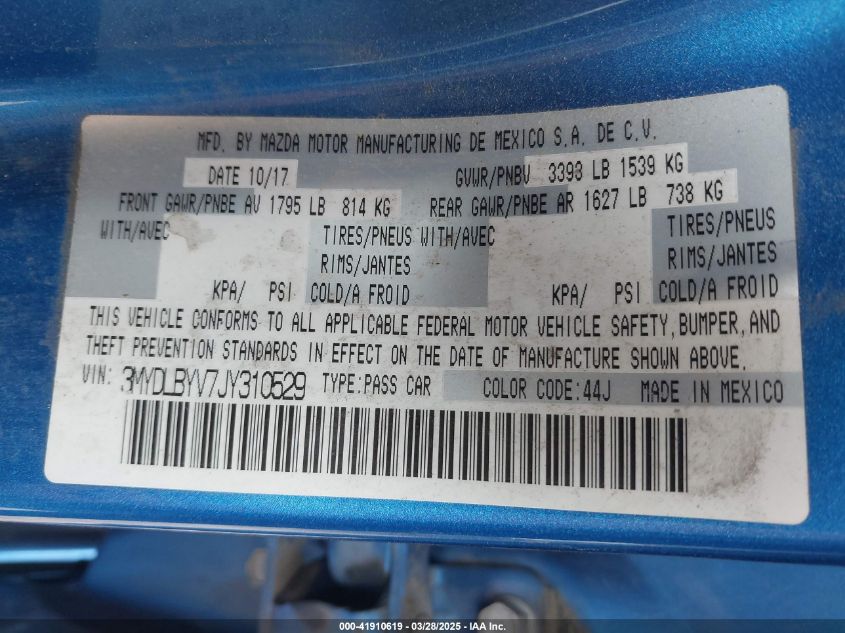 MFD. BY MAZDA MOTOR MANUFACTURING DE MEXICO S.A. DE C.V.
DATE 10/17 GVWR/PNBV 3393 LB 1539 KG
FRONT GAWR/PNBE AV 1795 LB 814 KG REAR GAWR/PNBE AR 1627 LB 738 KG
WITH/AVEC TIRES/PNEUS WITH/AVEC TIRES/PNEUS
RIMS/JANTES RIMS/JANTES
KPA/ PSI COLD/A FROID KPA/ PSI COLD/A FROID
THIS VEHICLE CONFORMS TO ALL APPLICABLE FEDERAL MOTOR VEHICLE SAFETY, BUMPER, AND
THEFT PREVENTION STANDARDS IN EFFECT ON THE DATE OF MANUFACTURE SHOWN ABOVE.
VIN: 3MYDLBYV7JY310529 TYPE:PASS CAR COLOR CODE:44J MADE IN MEXICO
000-41910619 - 03/28/2025 - IAA Inc.